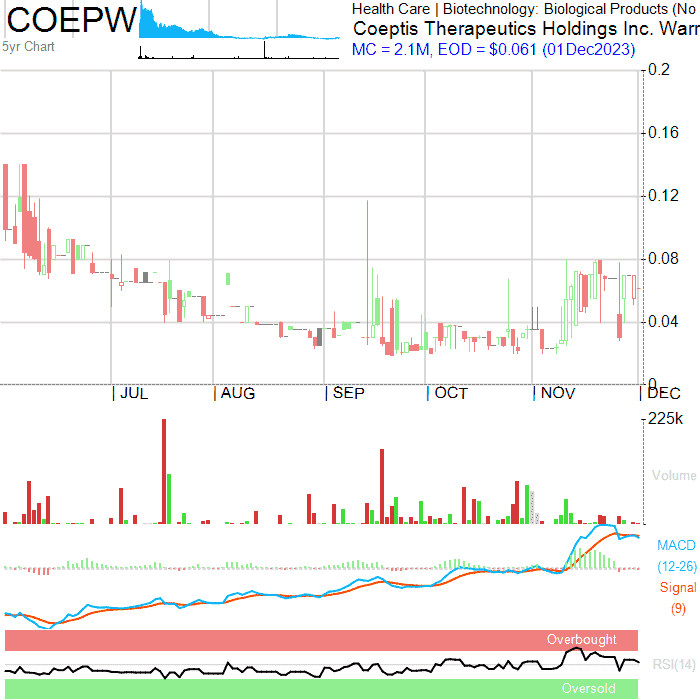 COEPW
5yr Chart
Health Care | Biotechnology: Biological Products (No
Coeptis Therapeutics Holdings Inc. Warr
MC = 2.1M, EOD = $0.061 (01Dec2023)
0.2
0.16
0.12
0.08
0.04
0
JUL AUG SEP OCT NOV DEC
225k
Volume
MACD
(12-26)
Signal
(9)
Overbought
RSI(14)
Oversold